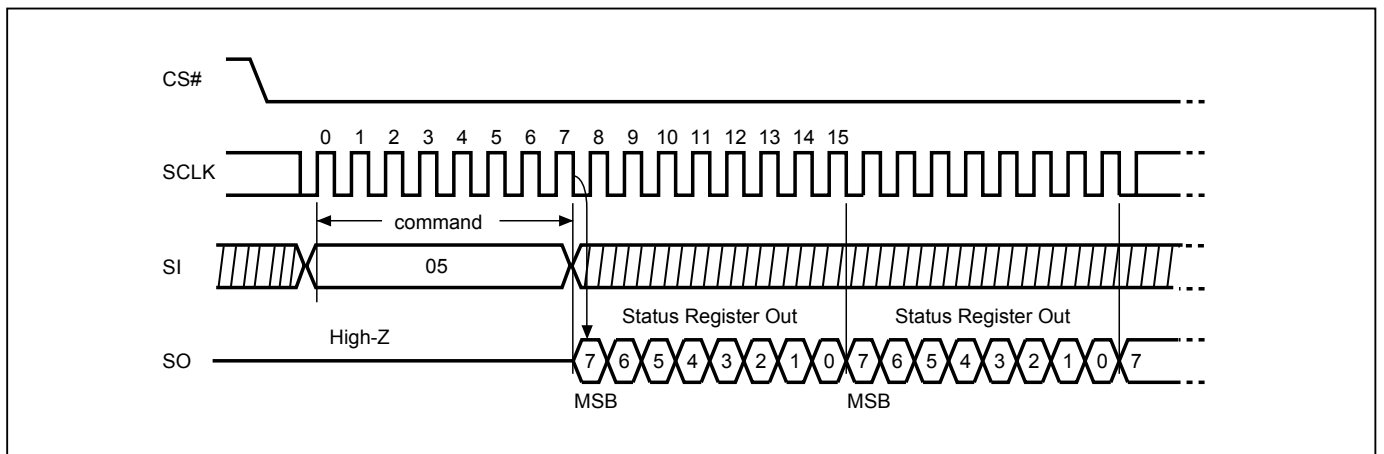 CS#
0 1 2 3 4 5 6 7 8 9 10 11 12 13 14 15
SCLK
command
SI
05
Status Register Out Status Register Out
High-Z
SO
7 6 5 4 3 2 1 0 7 6 5 4 3 2 1 0 7
MSB MSB